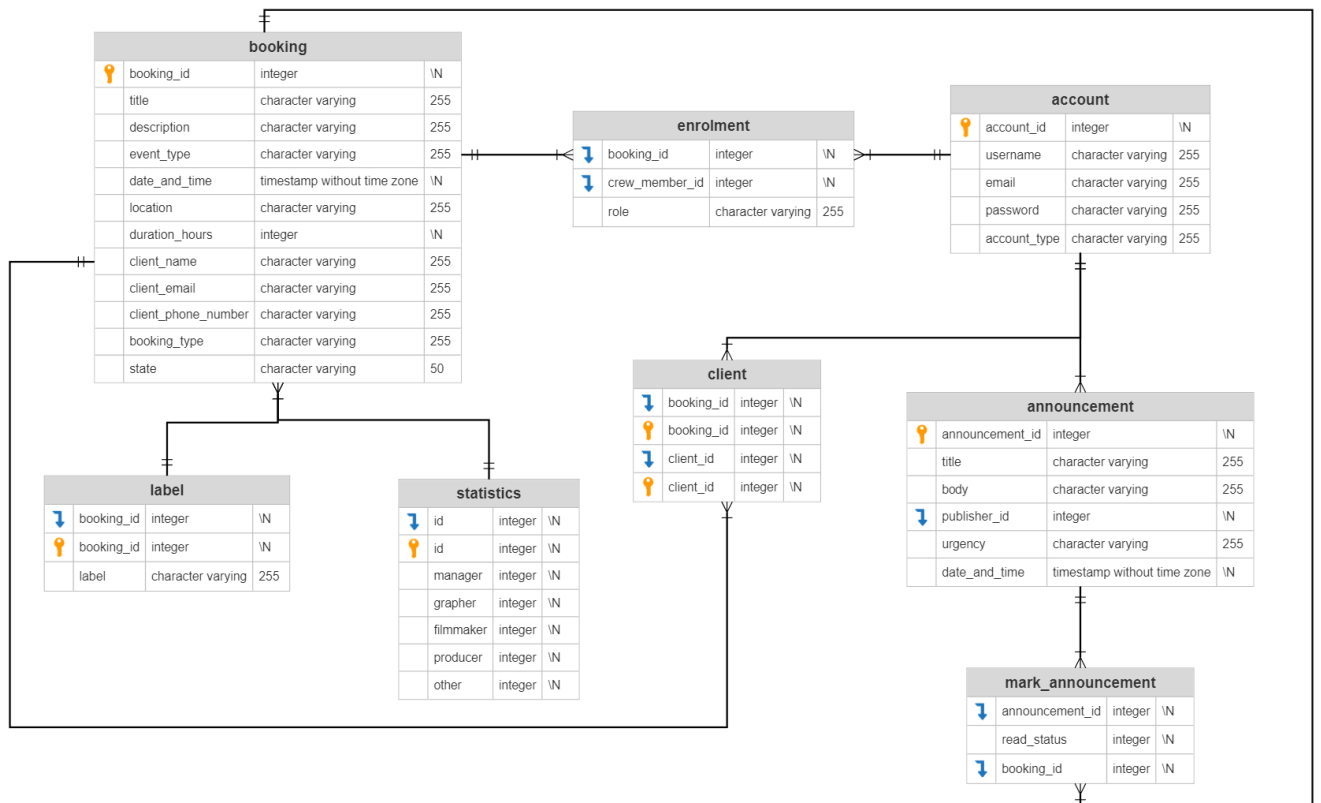 booking
booking_id integer \N
title character varying 255
description character varying 255
event_type character varying 255
date_and_time timestamp without time zone \N
location character varying 255
duration_hours integer \N
client_name character varying 255
client_email character varying 255
client_phone_number character varying 255
booking_type character varying 255
state character varying 50
enrolment
booking_id integer \N
crew_member_id integer \N
role character varying 255
account
account_id integer \N
username character varying 255
email character varying 255
password character varying 255
account_type character varying 255
client
booking_id integer \N
booking_id integer \N
client_id integer \N
client_id integer \N
announcement
announcement_id integer \N
title character varying 255
body character varying 255
publisher_id integer \N
urgency character varying 255
date_and_time timestamp without time zone \N
label
booking_id integer \N
booking_id integer \N
label character varying 255
statistics
id integer \N
id integer \N
manager integer \N
grapher integer \N
filmmaker integer \N
producer integer \N
other integer \N
mark_announcement
announcement_id integer \N
read_status integer \N
booking_id integer \N